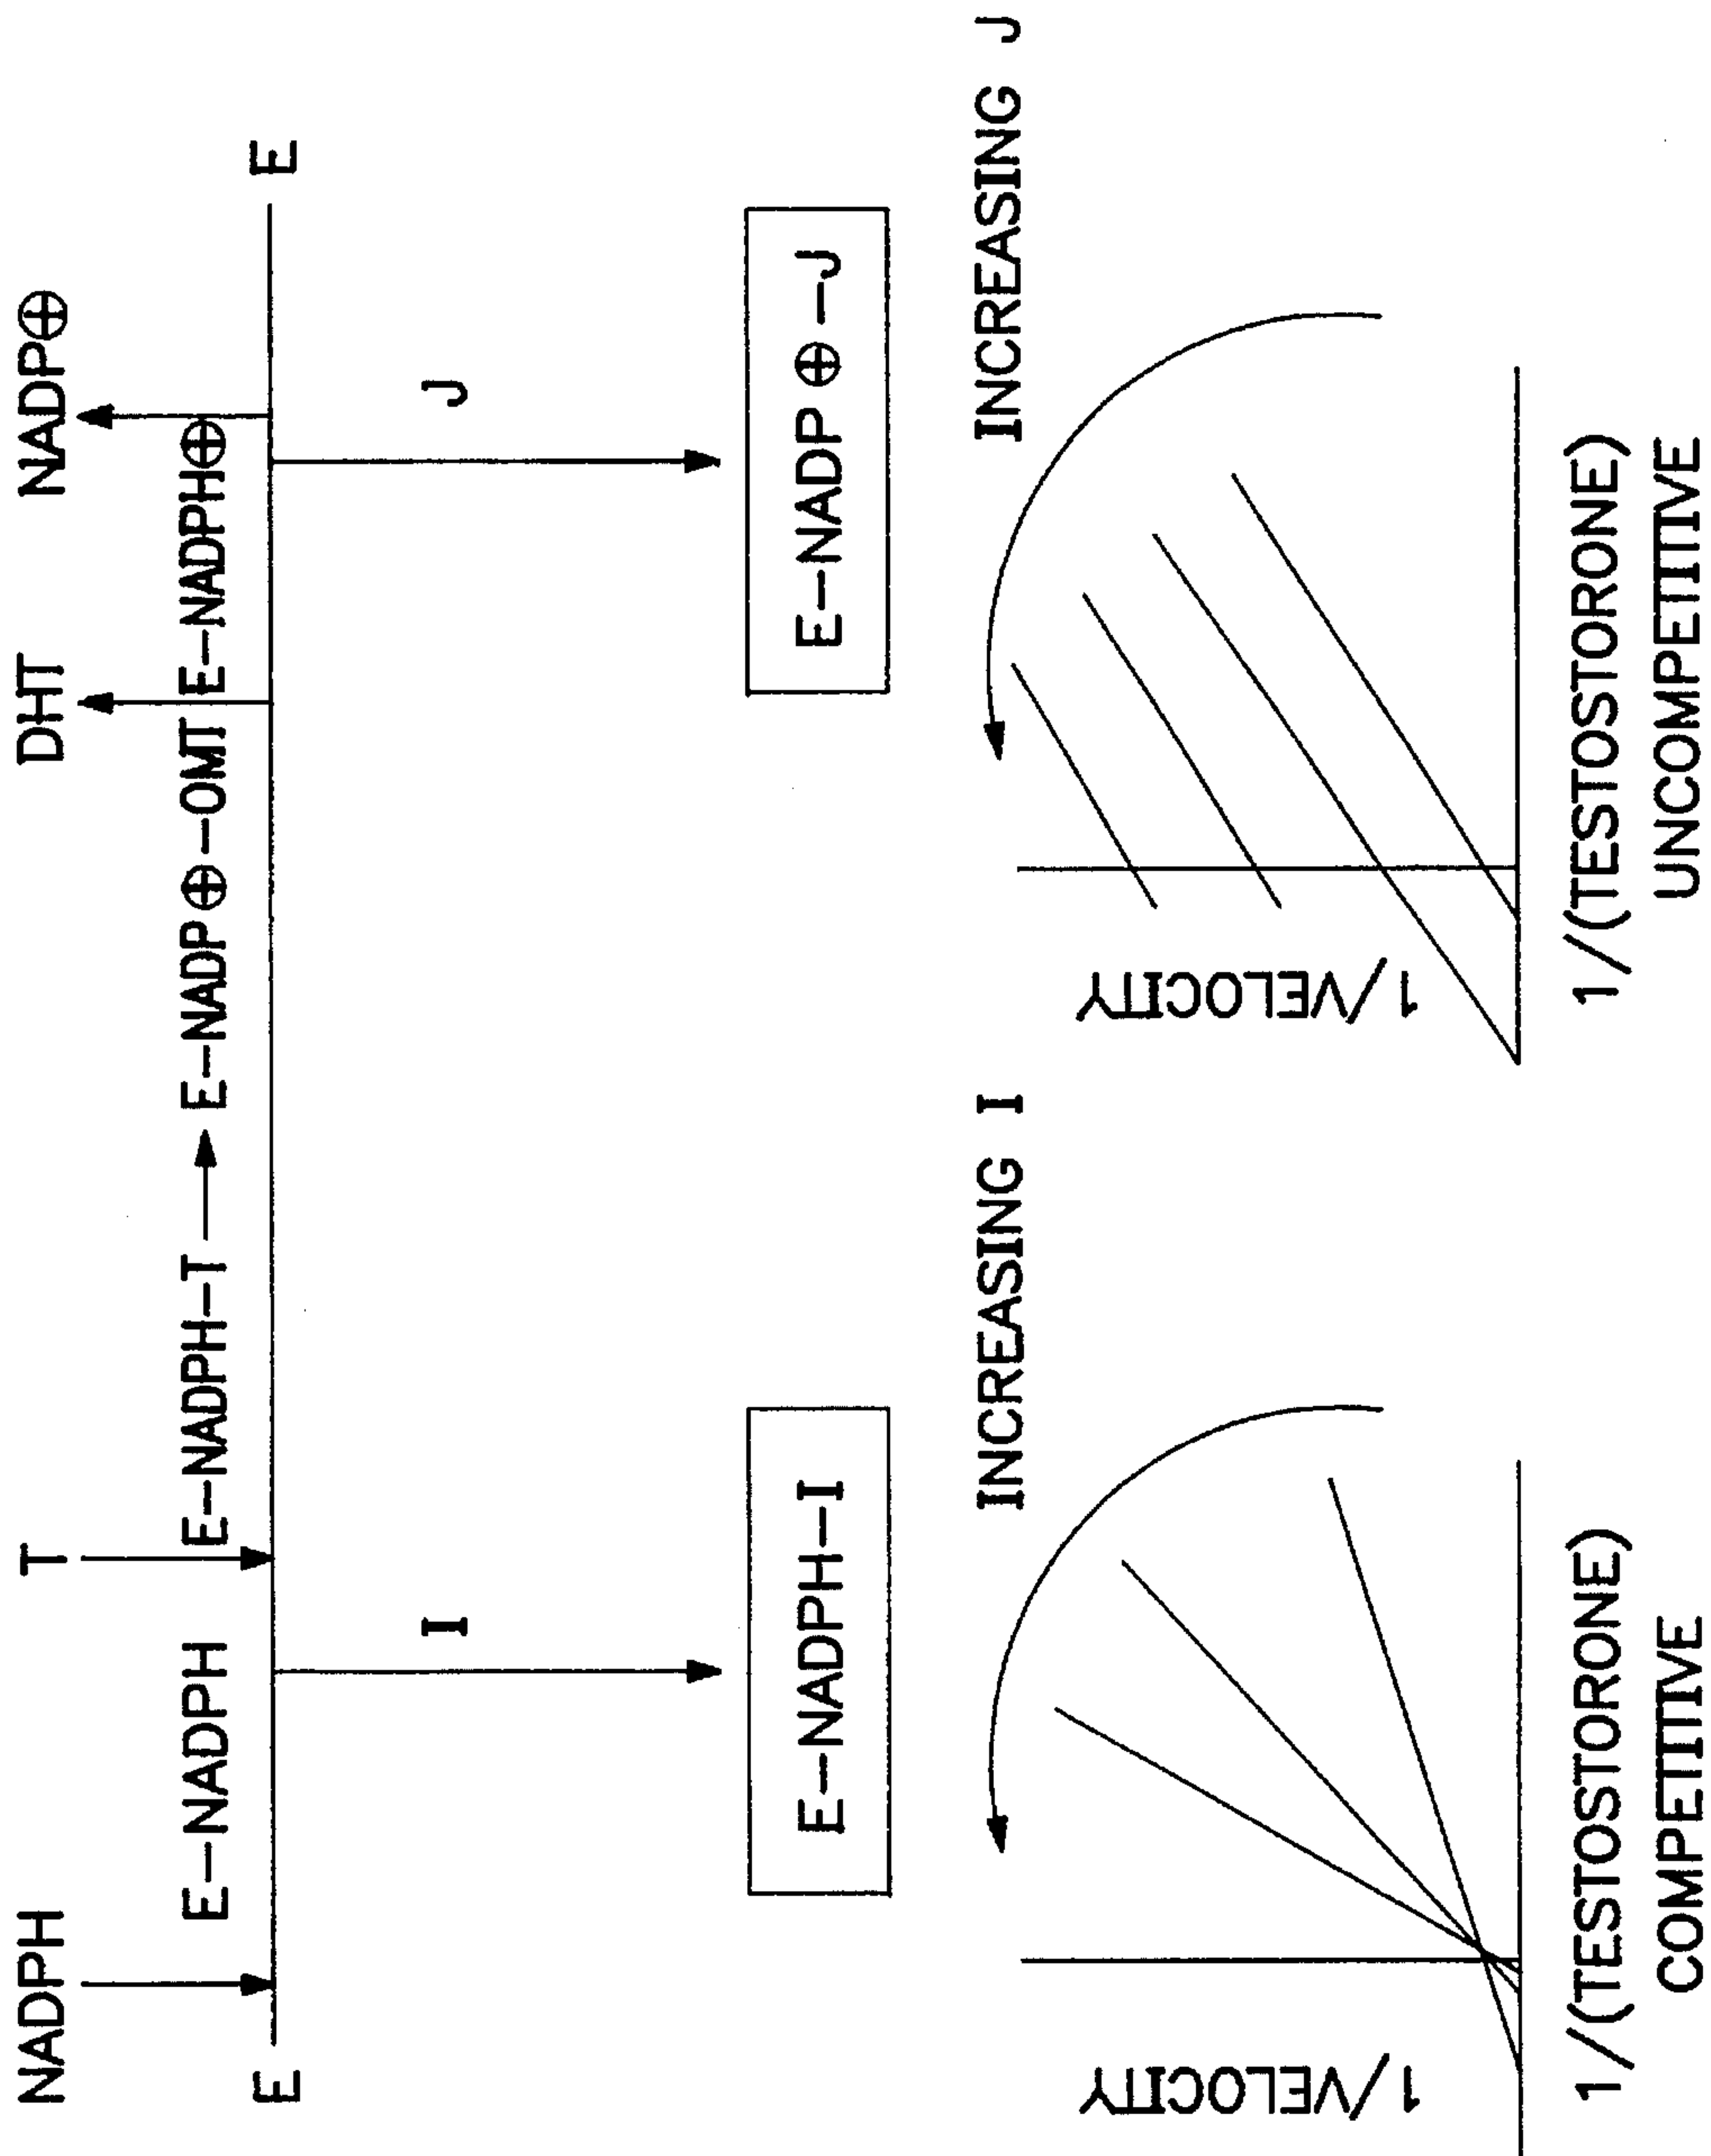 NADPH T DHT NADP⊕
E—NADPH E—NADPH—T ⟶ E—NADP⊕—OMT E—NADPH⊕
E E
I J
E—NADPH—I E—NADP⊕—J
INCREASING I INCREASING J
1/VELOCITY 1/VELOCITY
1/(TESTOSTORONE) 1/(TESTOSTORONE)
COMPETITIVE UNCOMPETITIVE